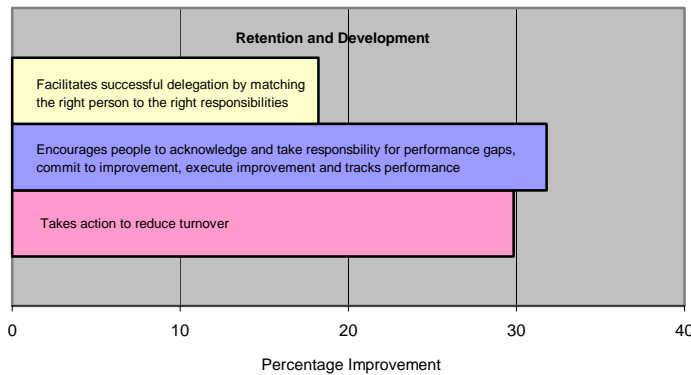 Retention and Development
Facilitates successful delegation by matching
the right person to the right responsibilities
Encourages people to acknowledge and take responsbility for performance gaps,
commit to improvement, execute improvement and tracks performance
Takes action to reduce turnover
0 10 20 30 40
Percentage Improvement